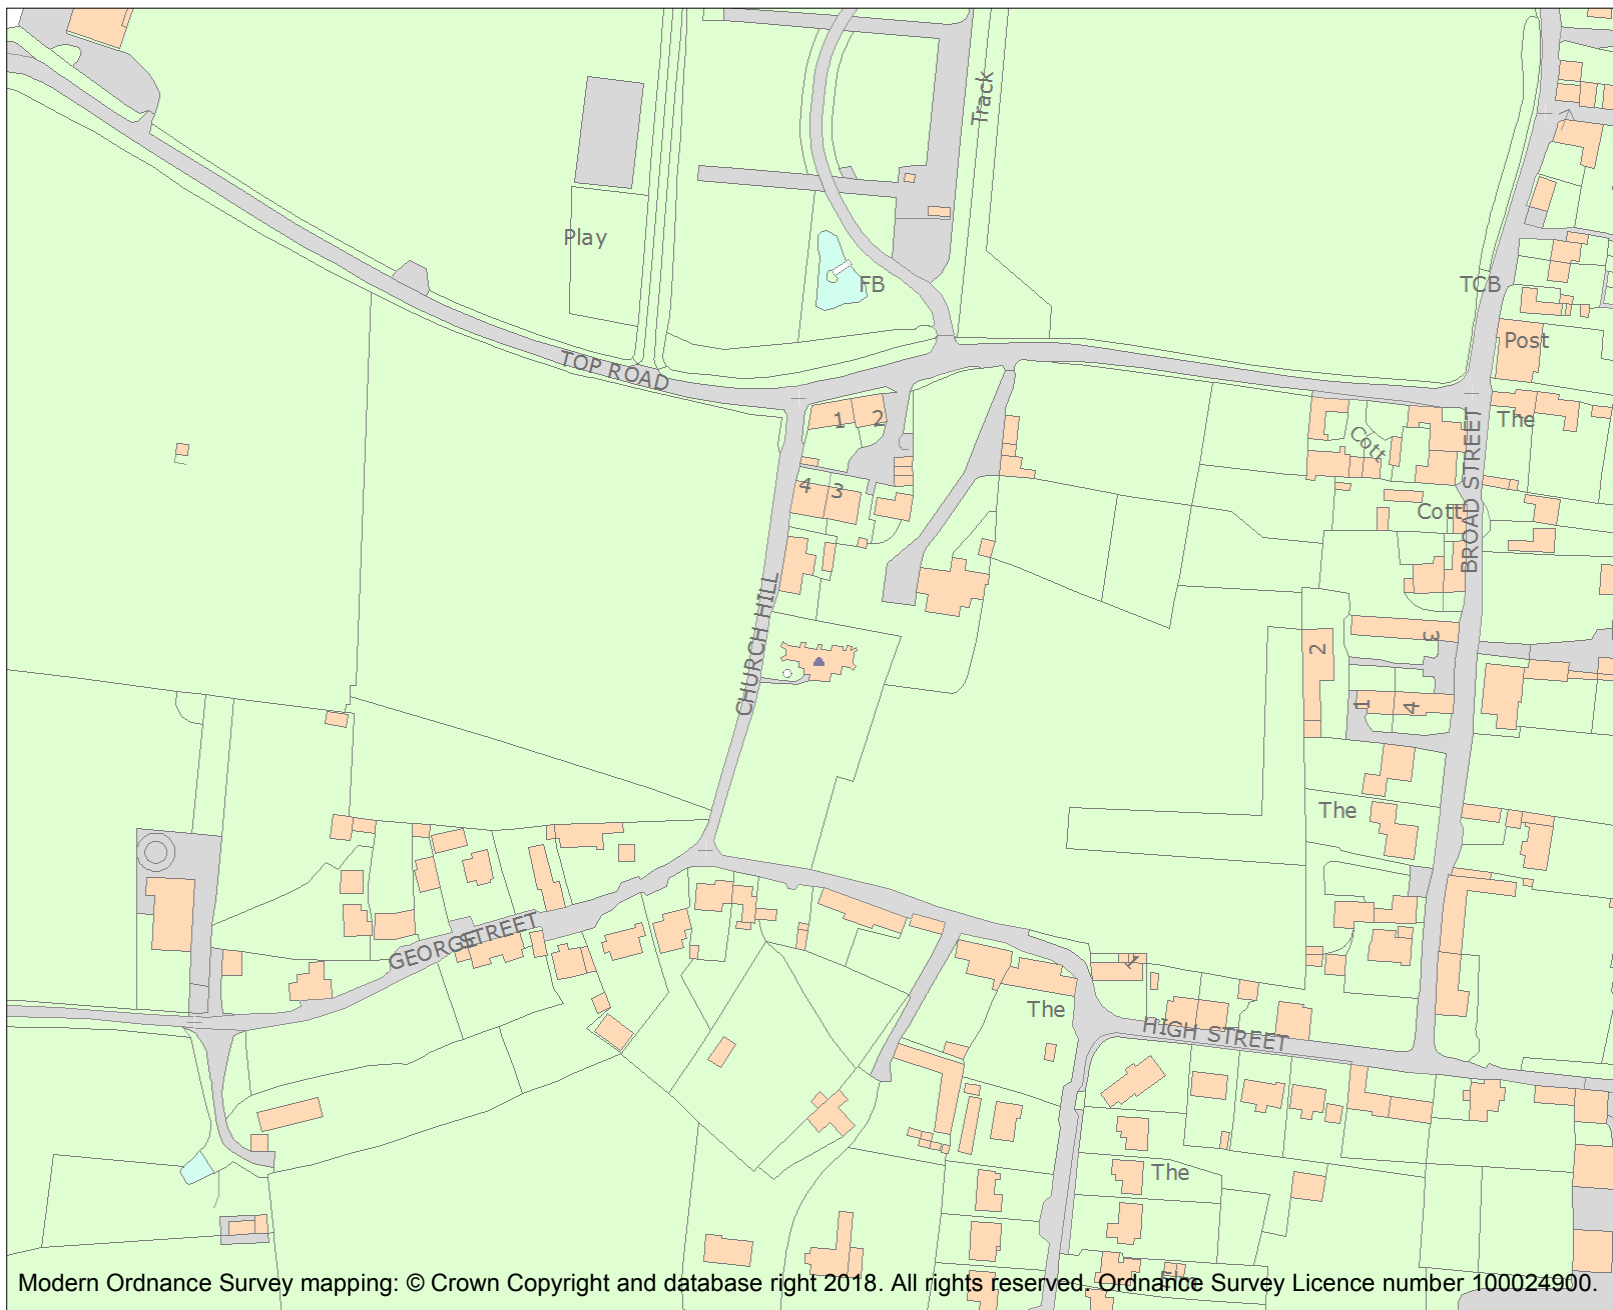 Track
Play
FB
TCB
Post
TOP ROAD
1
2
The
Cott
4
3
Cott
BROAD STREET
CHURCH HILL
3
2
1
4
The
GEORGE STREET
1
The
HIGH STREET
The
Modern Ordnance Survey mapping: © Crown Copyright and database right 2018. All rights reserved. Ordnance Survey Licence number 100024900.